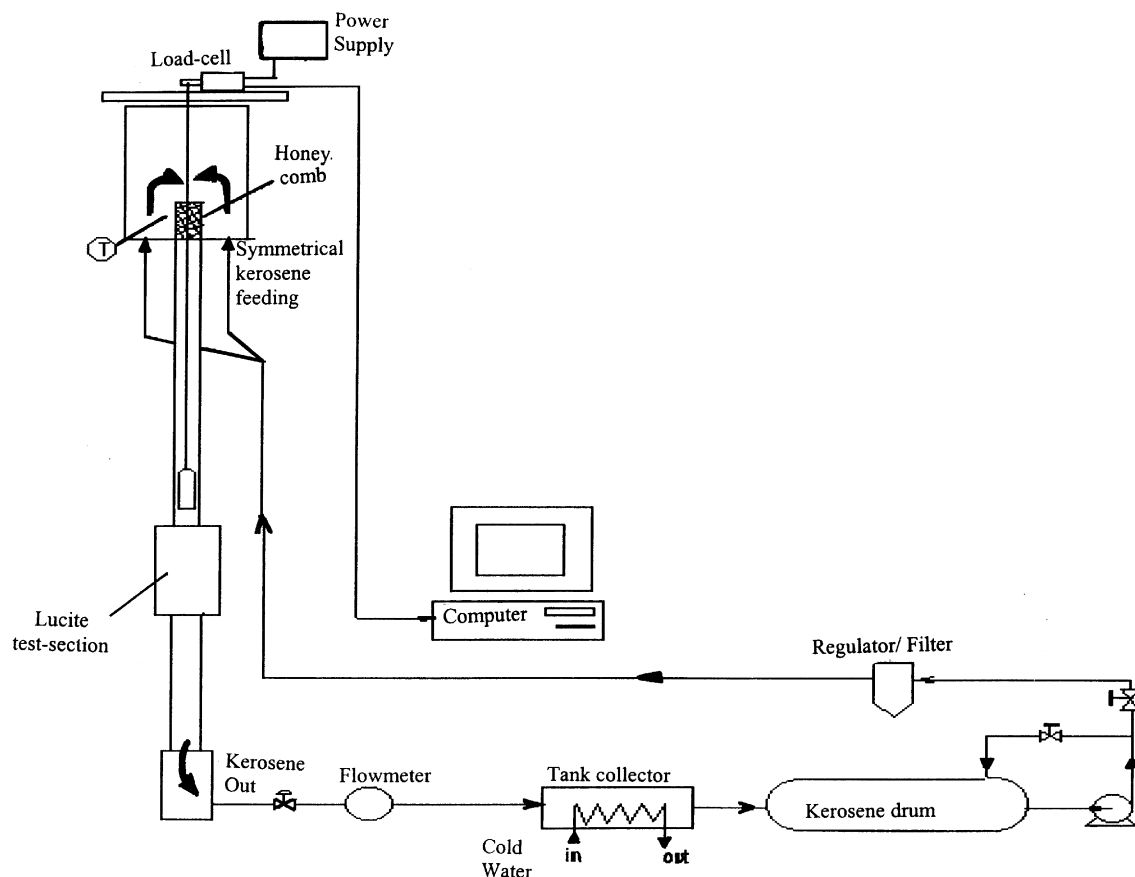 Power
Supply
Load-cell
Honey.
comb
T
Symmetrical
kerosene
feeding
Computer
Lucite
test-section
Regulator/ Filter
Kerosene
Out
Flowmeter
Tank collector
Kerosene drum
Cold
Water
in
out